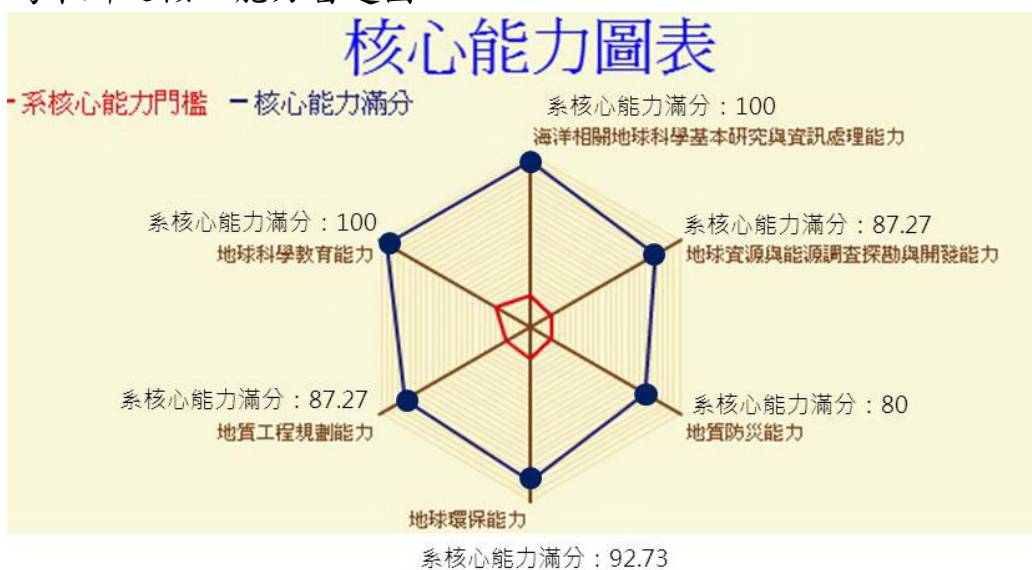 核心能力圖表
系核心能力門檻 核心能力滿分
系核心能力滿分：100
海洋相關地球科學基本研究與資訊處理能力
系核心能力滿分：100
地球科學教育能力
系核心能力滿分：87.27
地球資源與能源調查探勘與開發能力
系核心能力滿分：87.27
地質工程規劃能力
系核心能力滿分：80
地質防災能力
地球環保能力
系核心能力滿分：92.73